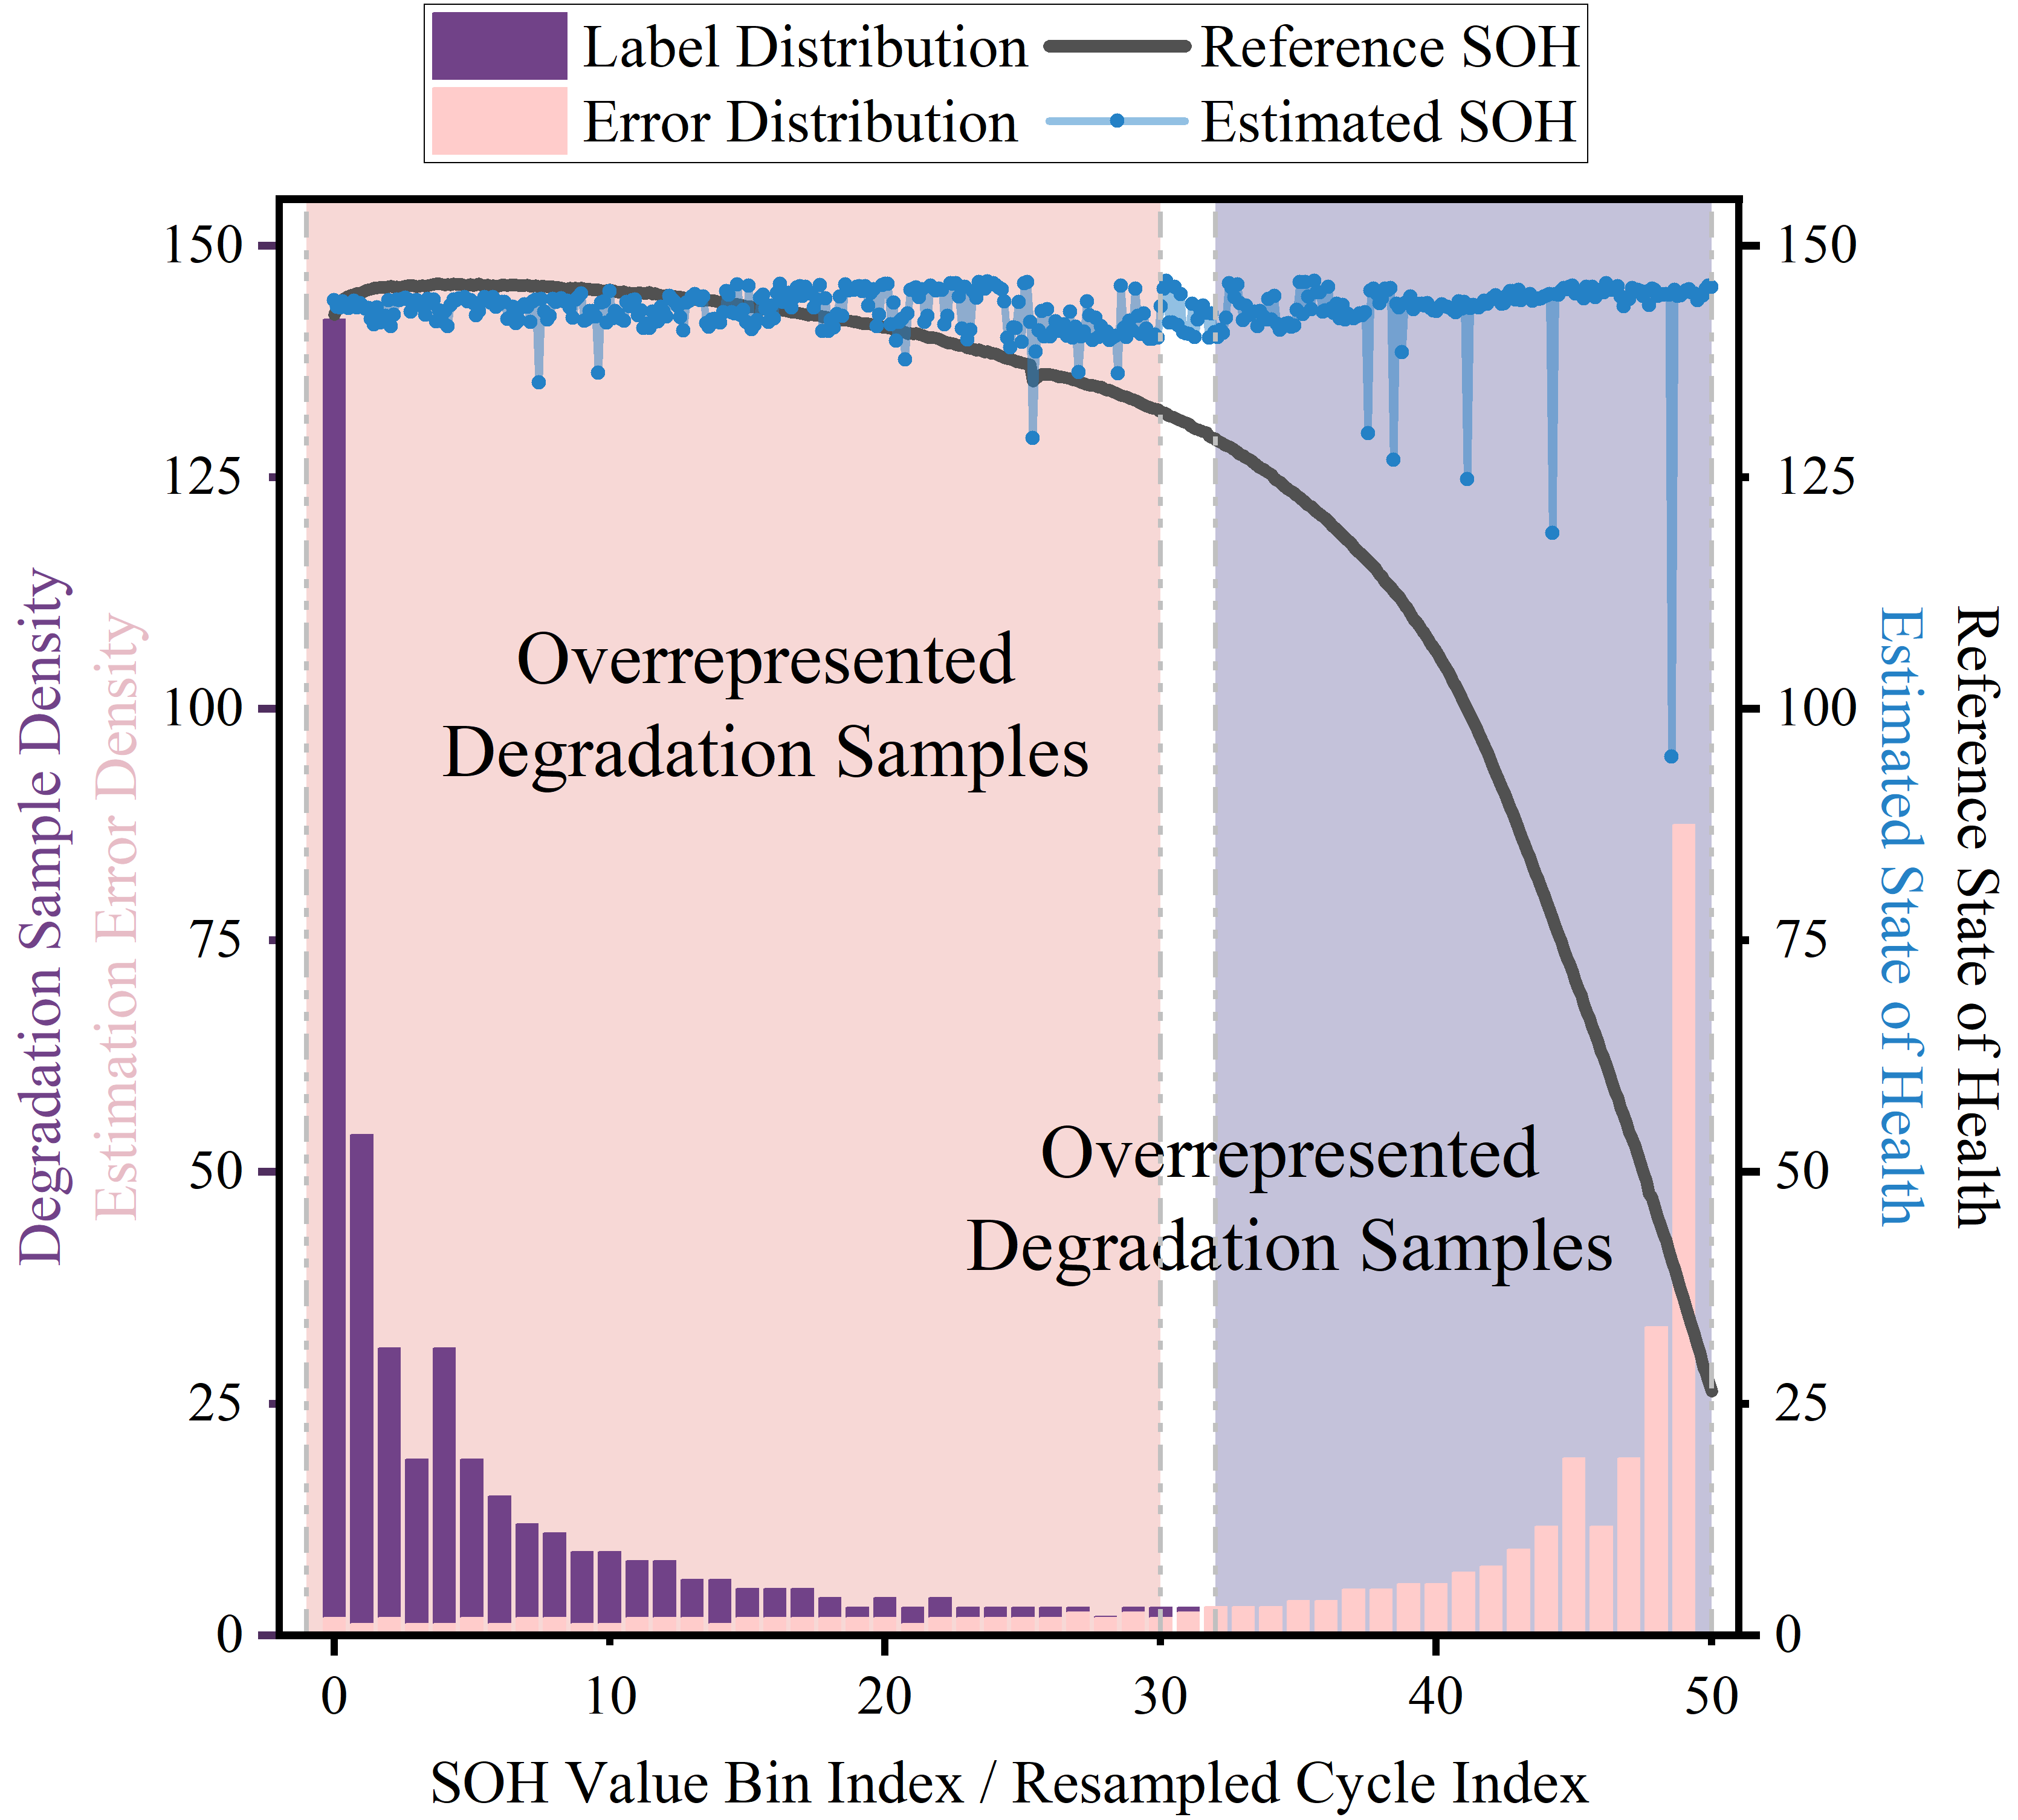 Label Distribution
Reference SOH
Error Distribution
Estimated SOH
Degradation Sample Density
Estimation Error Density
150
125
100
75
50
25
0
Overrepresented
Degradation Samples
Overrepresented
Degradation Samples
150
125
100
75
50
25
0
Estimated State of Health
Reference State of Health
0
10
20
30
40
50
SOH Value Bin Index / Resampled Cycle Index